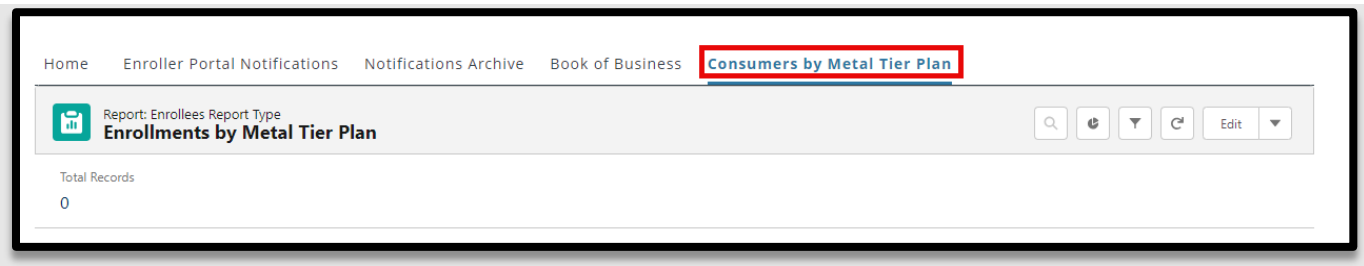 Home Enroller Portal Notifications Notifications Archive Book of Business Consumers by Metal Tier Plan
Report: Enrollees Report Type
Enrollments by Metal Tier Plan
Edit
Total Records
0